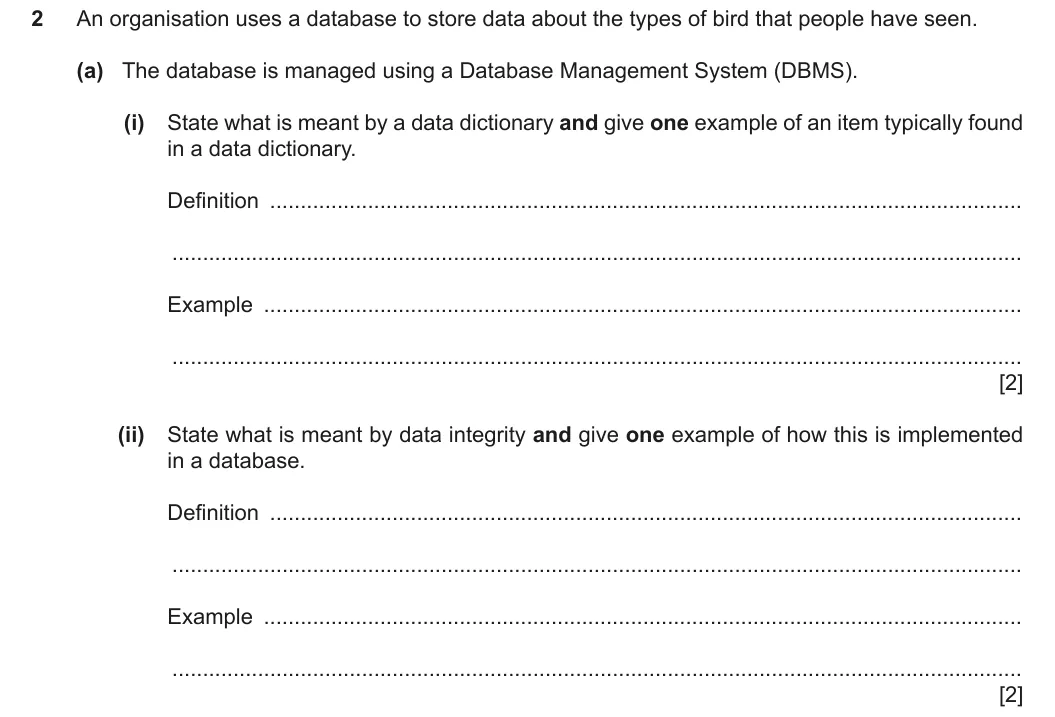 2 An organisation uses a database to store data about the types of bird that people have seen.
(a) The database is managed using a Database Management System (DBMS).
(i) State what is meant by a data dictionary and give one example of an item typically found
in a data dictionary.
Definition ..............................................................................................................................
..............................................................................................................................................
Example ...............................................................................................................................
..............................................................................................................................................
[2]
(ii) State what is meant by data integrity and give one example of how this is implemented
in a database.
Definition ..............................................................................................................................
..............................................................................................................................................
Example ...............................................................................................................................
..............................................................................................................................................
[2]